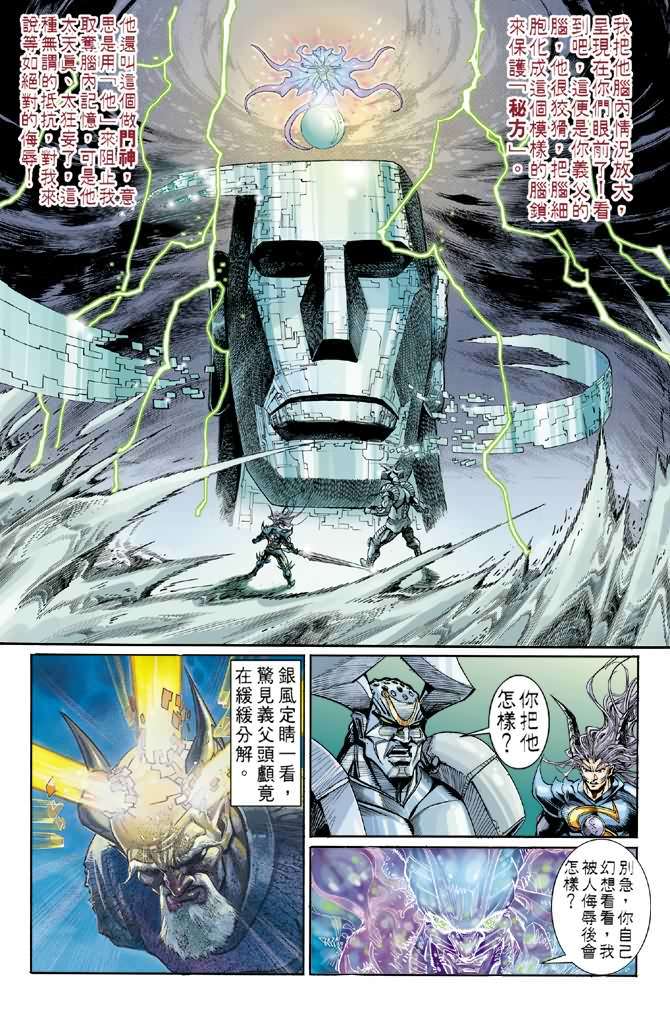 我把他腦內情況放大，
呈現在你們眼前了！看
到吧，這便是你義父的
腦，他很狡猾，把腦細
胞化成這個模樣的腦鎖
來保護「秘方」。
他還叫這個做門神，意
思是用「他」來阻止我
取奪腦內記憶，可是他
太天真、太狂妄了，這
種無謂的抵抗，對我來
說等如絕對的侮辱！
你把他
怎樣？
銀風定睛一看，
驚見義父頭顱竟
在緩緩分解。
別急，你自己
幻想看看，我
被人侮辱後會
怎樣？